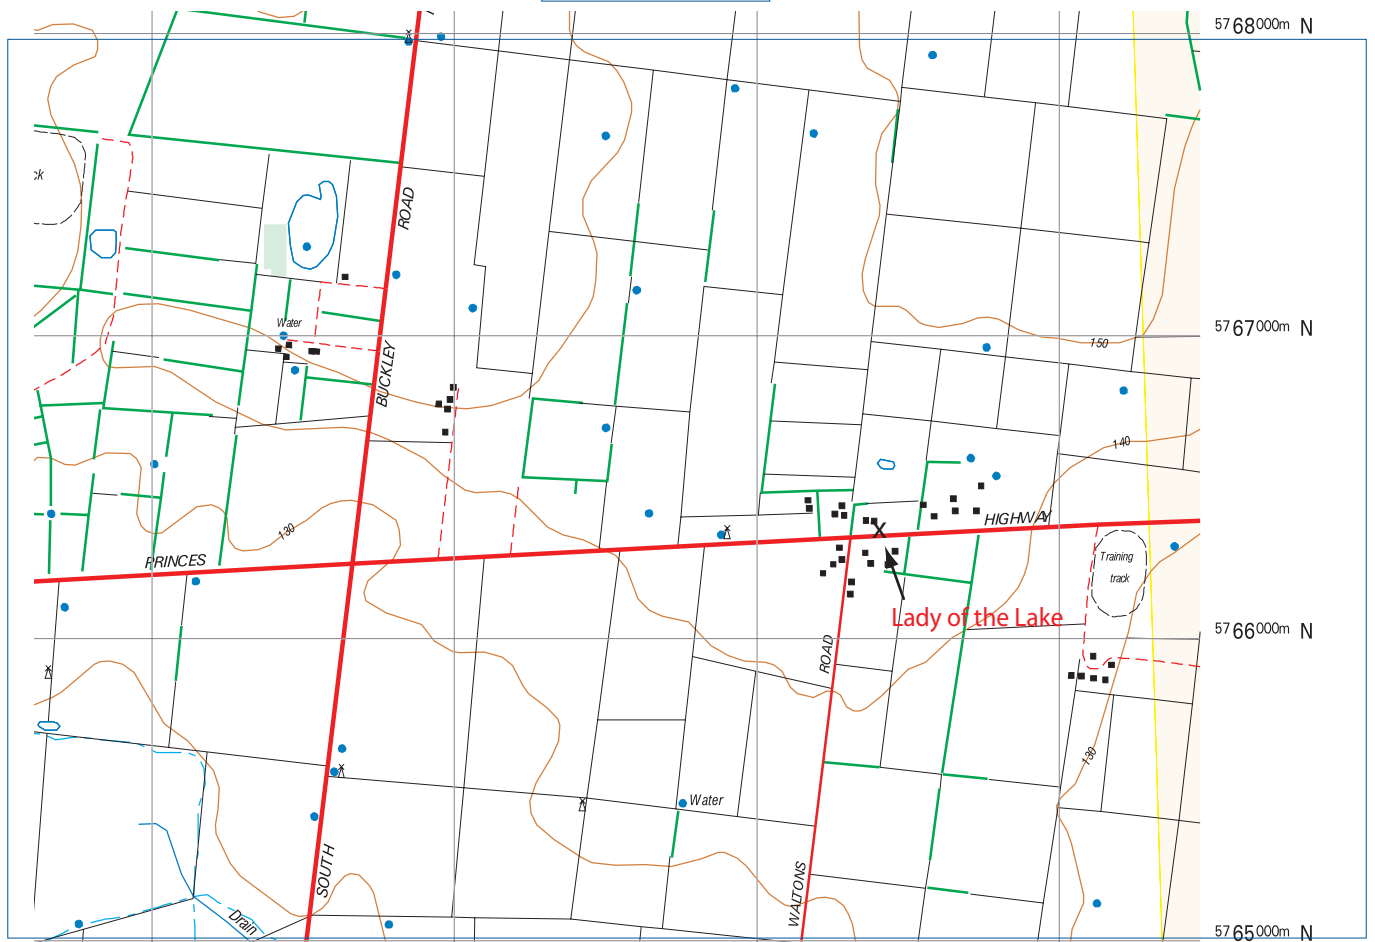 5768000m N
ck
ROAD
Water
5767000m N
BUCKLEY
150
140
130
HIGHWAY
PRINCES
Training
track
X
Lady of the Lake
5766000m N
ROAD
130
Water
SOUTH
WALTONS
Drain
5765000m N